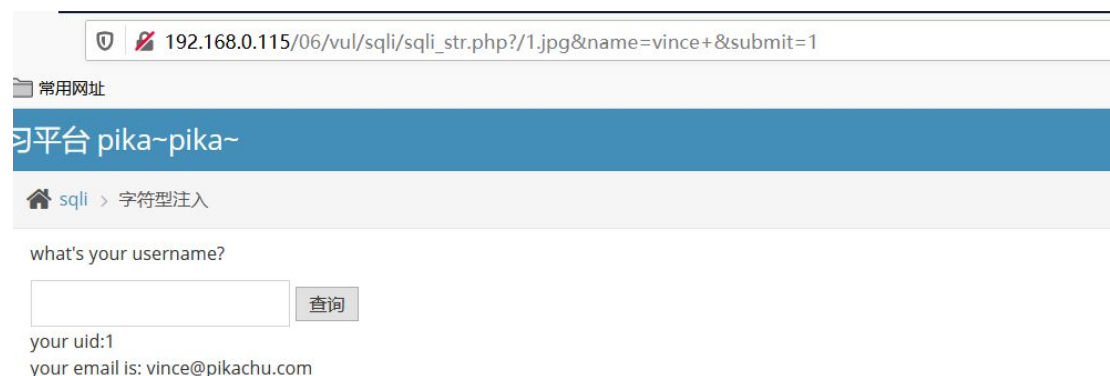 192.168.0.115/06/vul/sqli/sqli_str.php?/1.jpg&name=vince+&submit=1
常用网址
习平台 pika~pika~
sqli > 字符型注入
what's your username?
查询
your uid:1
your email is: vince@pikachu.com